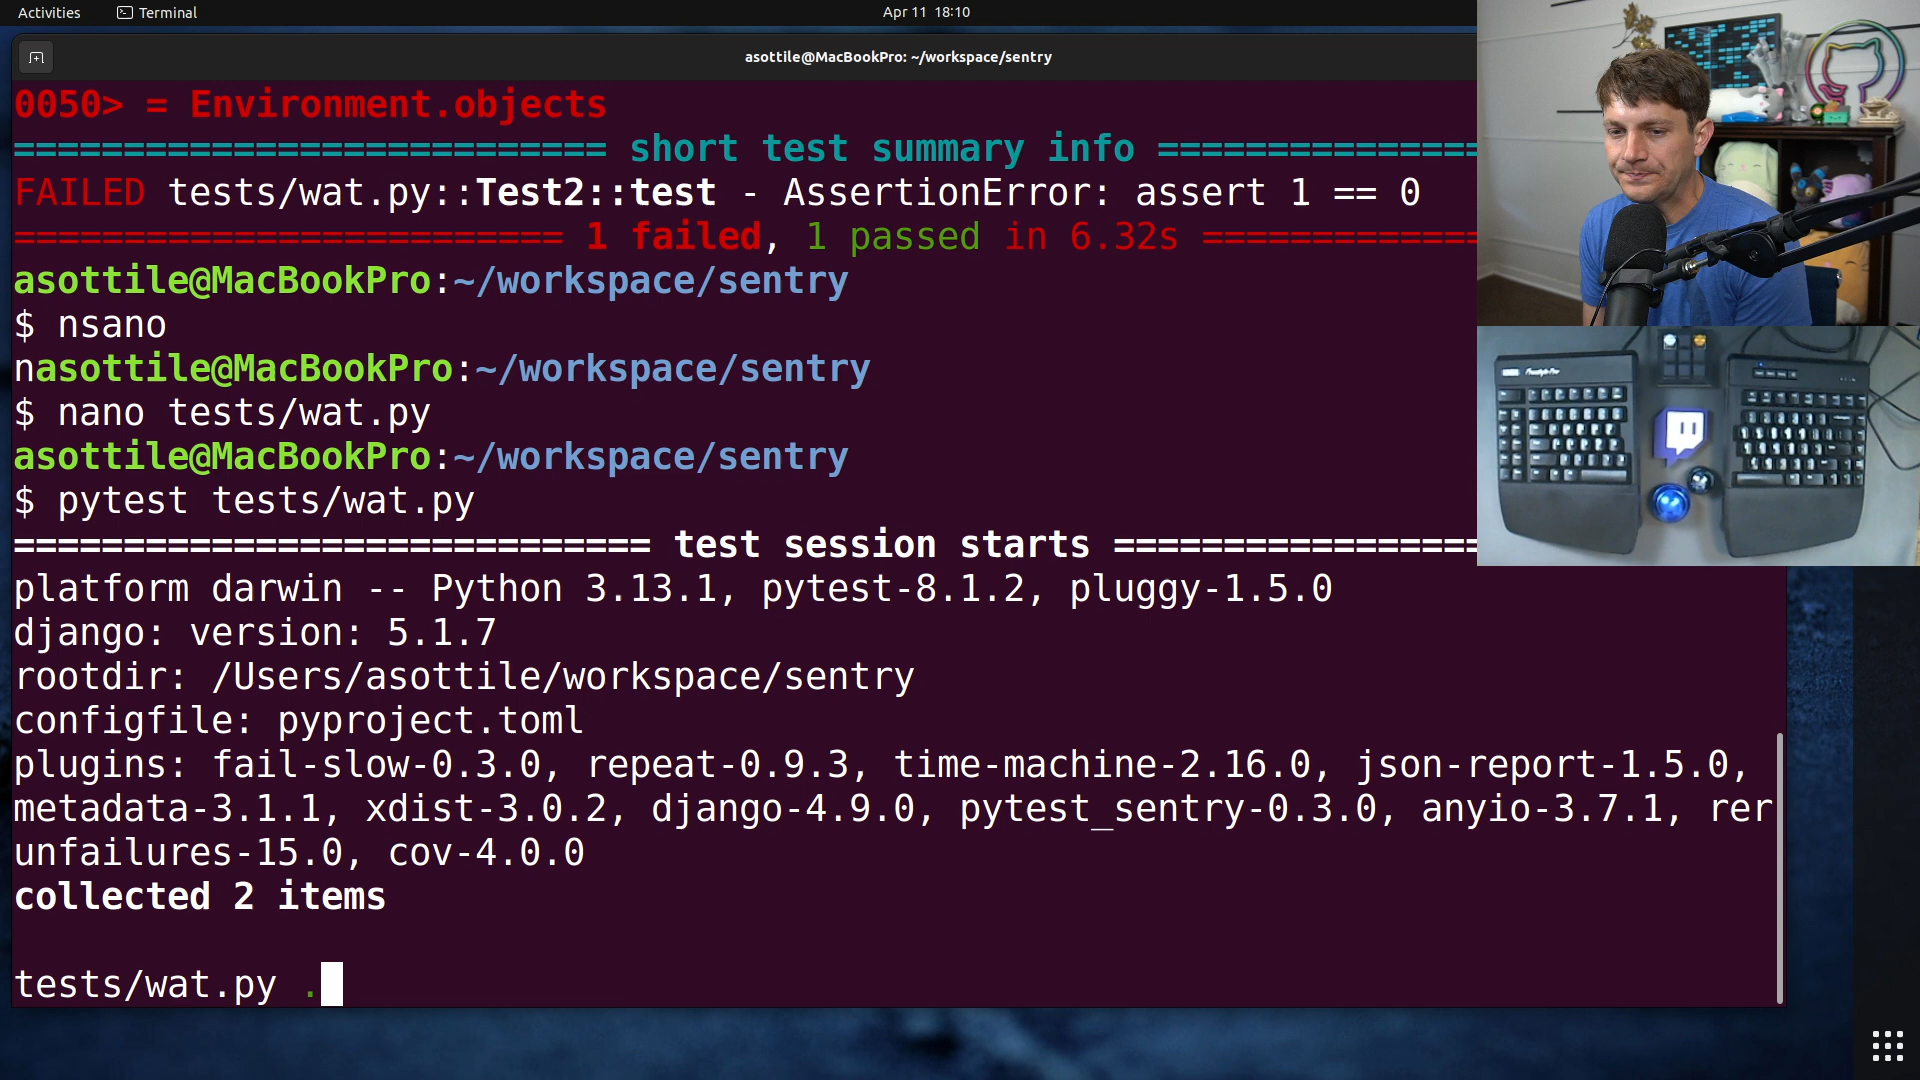 Activities
Terminal
Apr 11 18:10
asottile@MacBookPro: ~/workspace/sentry
0050> = Environment.objects
=========================== short test summary info ===============
FAILED tests/wat.py::Test2::test - AssertionError: assert 1 == 0
========================= 1 failed, 1 passed in 6.32s =============
asottile@MacBookPro:~/workspace/sentry
$ nsano
nasottile@MacBookPro:~/workspace/sentry
$ nano tests/wat.py
asottile@MacBookPro:~/workspace/sentry
$ pytest tests/wat.py
============================= test session starts =================
platform darwin -- Python 3.13.1, pytest-8.1.2, pluggy-1.5.0
django: version: 5.1.7
rootdir: /Users/asottile/workspace/sentry
configfile: pyproject.toml
plugins: fail-slow-0.3.0, repeat-0.9.3, time-machine-2.16.0, json-report-1.5.0,
metadata-3.1.1, xdist-3.0.2, django-4.9.0, pytest_sentry-0.3.0, anyio-3.7.1, rer
unfailures-15.0, cov-4.0.0
collected 2 items
tests/wat.py .